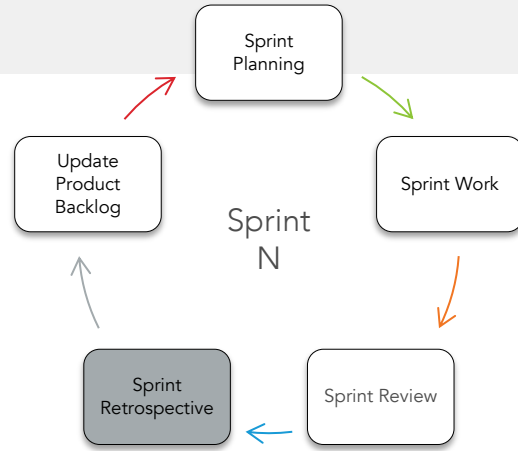 Sprint
Planning
Update
Product
Backlog
Sprint Work
Sprint
N
Sprint
Retrospective
Sprint Review